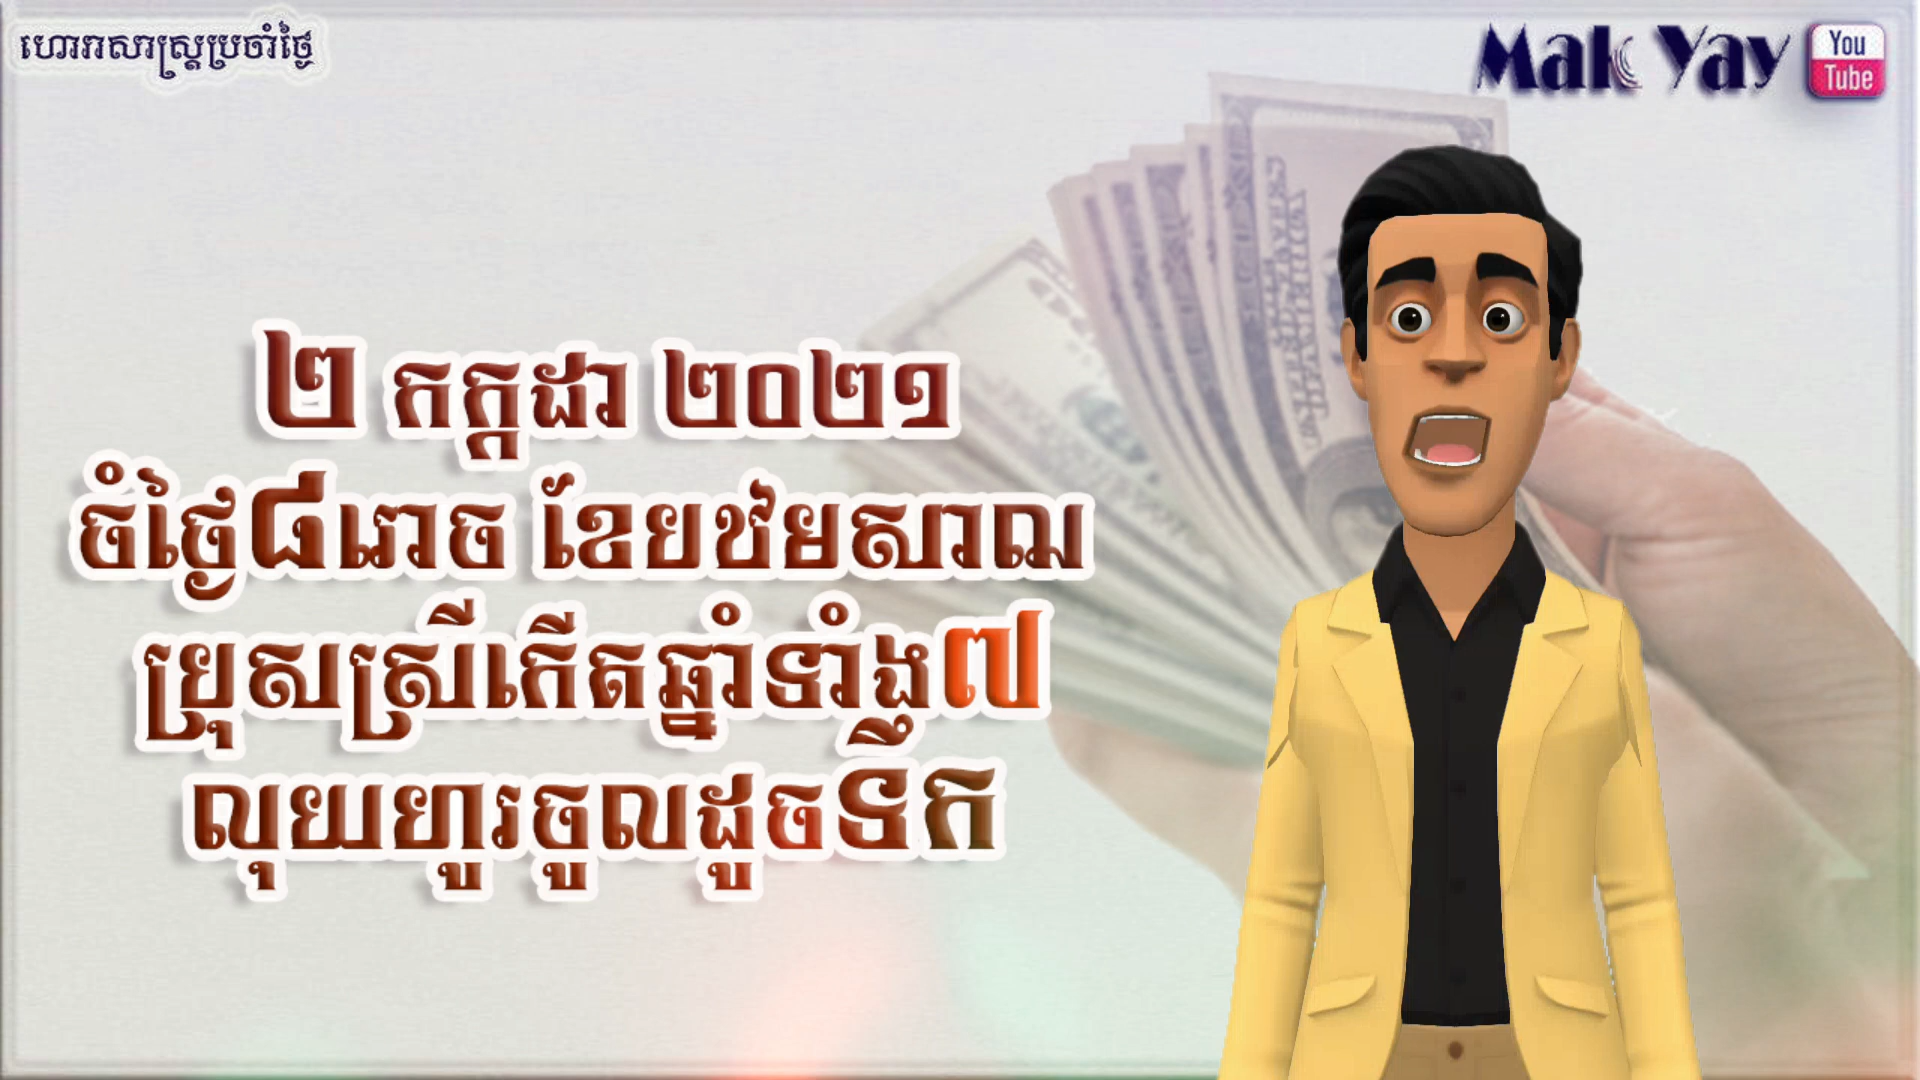 ហោរាសាស្ត្រប្រចាំថ្ងៃ
Mak Yay
You
Tube
២ កក្កដា ២០២១
ចំថ្ងៃ៨រោច ខែបឋមសាឍ
ប្រុសស្រីកើតឆ្នាំទាំង៧
លុយហូរចូលដូចទឹក